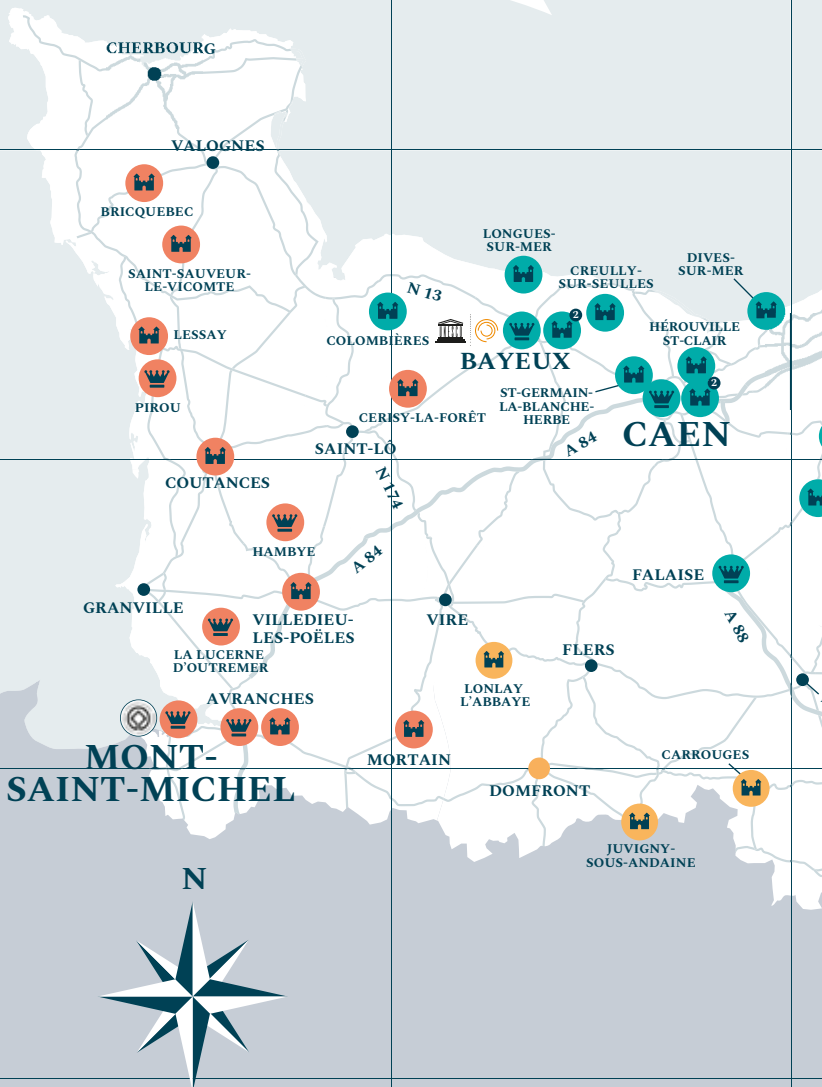 CHERBOURG
VALOGNES
BRICQUEBEC
SAINT-SAUVEUR-
LE-VICOMTE
LONGUES-
SUR-MER
CREULLY-
SUR-SEULLES
DIVES-
SUR-MER
N 13
2
HÉROUVILLE
ST-CLAIR
LESSAY
COLOMBIÈRES
BAYEUX
PIROU
CERISY-LA-FORÊT
ST-GERMAIN-
LA-BLANCHE-
HERBE
2
CAEN
SAINT-LÔ
A 84
COUTANCES
N 174
HAMBYE
A 84
FALAISE
GRANVILLE
VILLEDIEU-
LES-POËLES
VIRE
A 88
LA LUCERNE
D'OUTREMER
FLERS
LONLAY
L'ABBAYE
AVRANCHES
MONT-
SAINT-MICHEL
MORTAIN
CARROUGES
DOMFRONT
JUVIGNY-
SOUS-ANDAINE
N